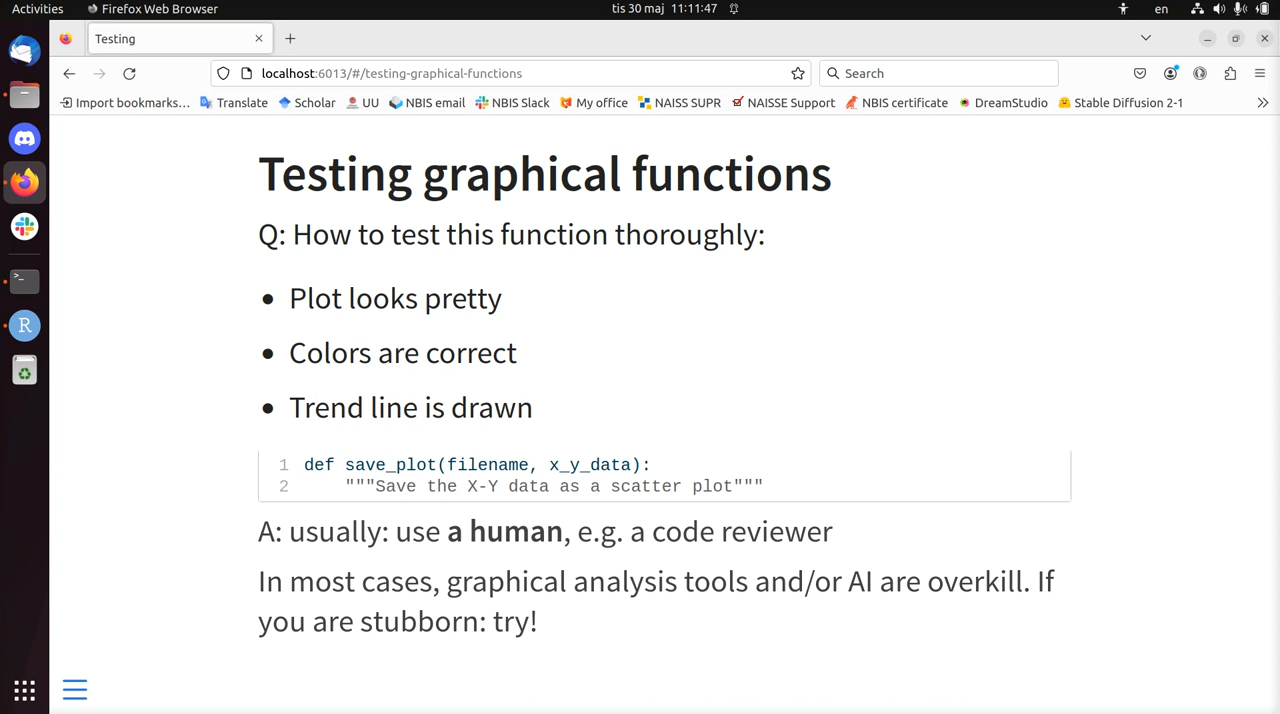 Activities
Firefox Web Browser
tis 30 maj 11:11:47
en
Testing
localhost:6013/#/testing-graphical-functions
Search
Import bookmarks...
Translate
Scholar
UU
NBIS email
NBIS Slack
My office
NAISS SUPR
NAISSE Support
NBIS certificate
DreamStudio
Stable Diffusion 2-1
Testing graphical functions
Q: How to test this function thoroughly:
• Plot looks pretty
• Colors are correct
• Trend line is drawn
1 def save_plot(filename, x_y_data):
2 """Save the X-Y data as a scatter plot"""
A: usually: use a human, e.g. a code reviewer
In most cases, graphical analysis tools and/or AI are overkill. If
you are stubborn: try!
>_
R